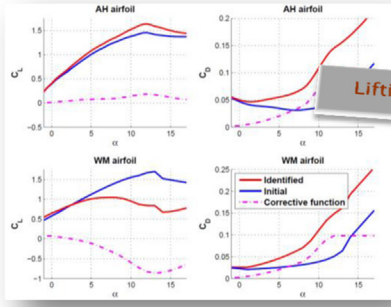 AH airfoil
AH airfoil
1.5
1
0.5
0
-0.5
C_L
0
5
10
15
α
0.2
0.15
0.1
0.05
0
C_D
0
5
10
15
α
Lifti
WM airfoil
WM airfoil
1.5
1
0.5
0
-0.5
-1
C_L
0
5
10
15
α
0.25
0.2
0.15
0.1
0.05
0
C_D
Identified
Initial
Corrective function
0
5
10
15
α